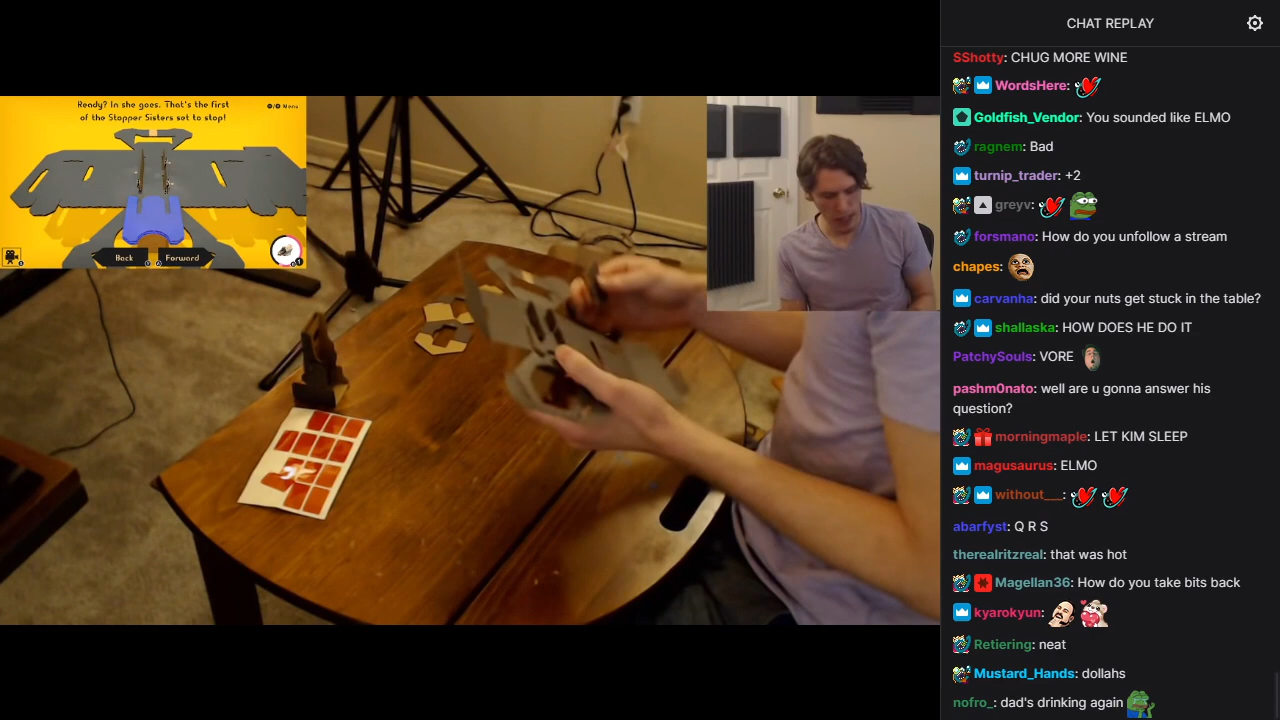 Ready? In she goes. That's the first
of the Stopper Sisters set to stop!
Menu
Back
Forward
CHAT REPLAY
SShotty: CHUG MORE WINE
WordsHere:
Goldfish_Vendor: You sounded like ELMO
ragnem: Bad
turnip_trader: +2
greyv:
forsmano: How do you unfollow a stream
chapes:
carvanha: did your nuts get stuck in the table?
shallaska: HOW DOES HE DO IT
PatchySouls: VORE
pashm0nato: well are u gonna answer his
question?
morningmaple: LET KIM SLEEP
magusaurus: ELMO
without___:
abarfyst: Q R S
therealritzreal: that was hot
Magellan36: How do you take bits back
kyarokyun:
Retiering: neat
Mustard_Hands: dollahs
nofro_: dad's drinking again